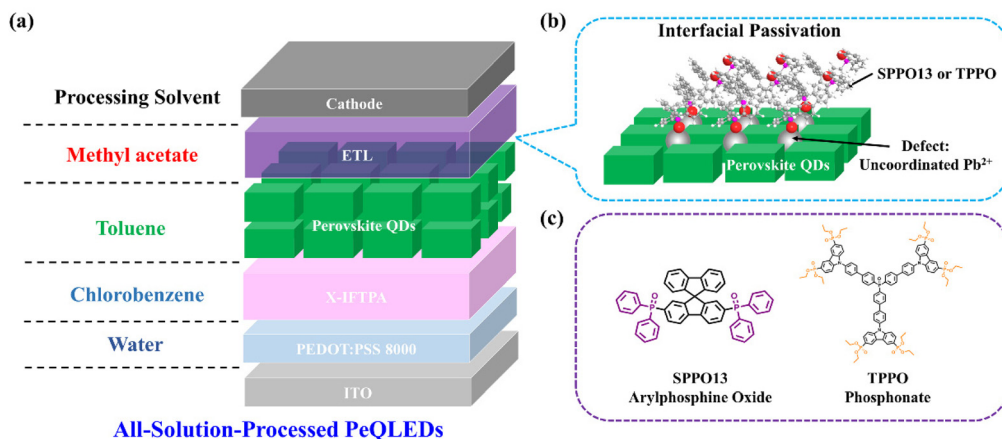 (a)
Processing Solvent
Methyl acetate
Toluene
Chlorobenzene
Water
Cathode
ETL
Perovskite QDs
X-IFTPA
PEDOT:PSS 8000
ITO
All-Solution-Processed PeQLEDs
(b)
Interfacial Passivation
SPPO13 or TPPO
Defect:
Uncoordinated Pb²⁺
Perovskite QDs
(c)
SPPO13
Arylphosphine Oxide
TPPO
Phosphonate